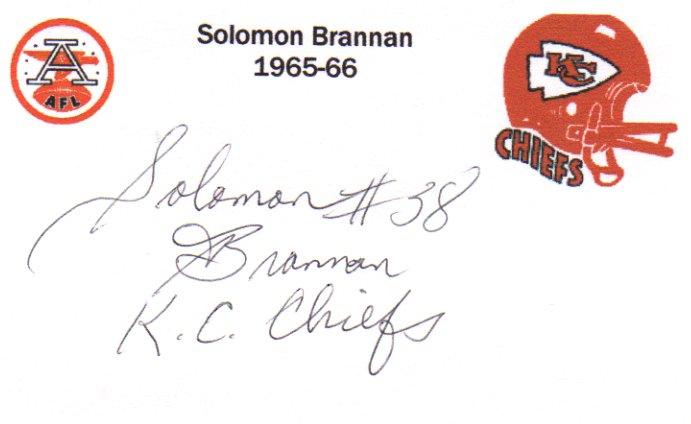 Solomon Brannan
1965-66
A
AFL
KC
CHIEFS
Solomon #38
Brannan
K.C. Chiefs